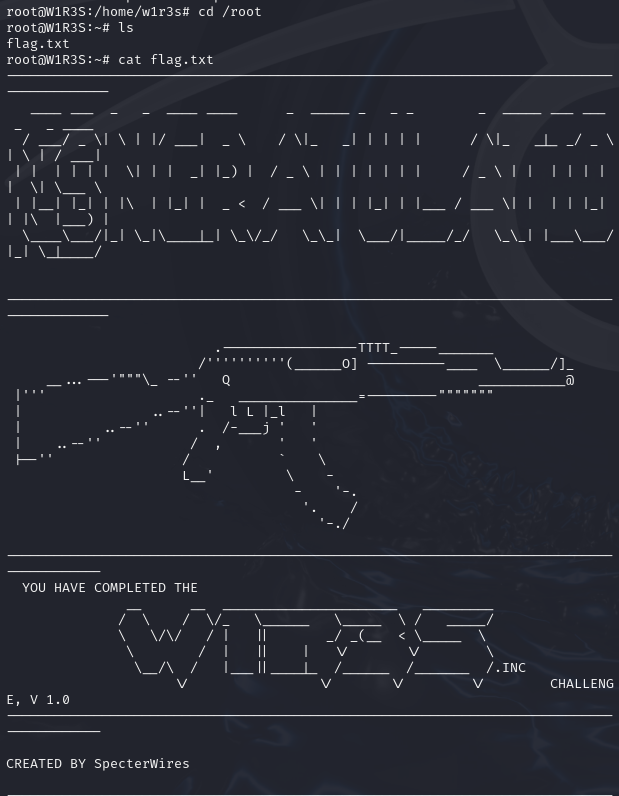 root@W1R3S:/home/w1r3s# cd /root
root@W1R3S:~# ls
flag.txt
root@W1R3S:~# cat flag.txt
YOU HAVE COMPLETED THE
W1R3S
.INC
CHALLENG
E, V 1.0
CREATED BY SpecterWires